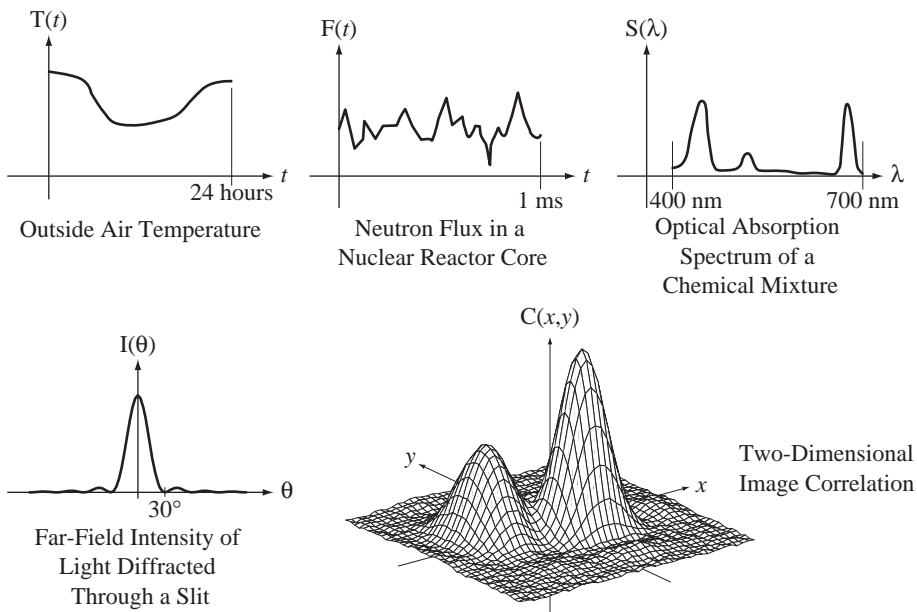 T(t)
t
24 hours
Outside Air Temperature
F(t)
t
1 ms
Neutron Flux in a
Nuclear Reactor Core
S(λ)
λ
400 nm
700 nm
Optical Absorption
Spectrum of a
Chemical Mixture
I(θ)
θ
30°
Far-Field Intensity of
Light Diffracted
Through a Slit
C(x,y)
y
x
Two-Dimensional
Image Correlation